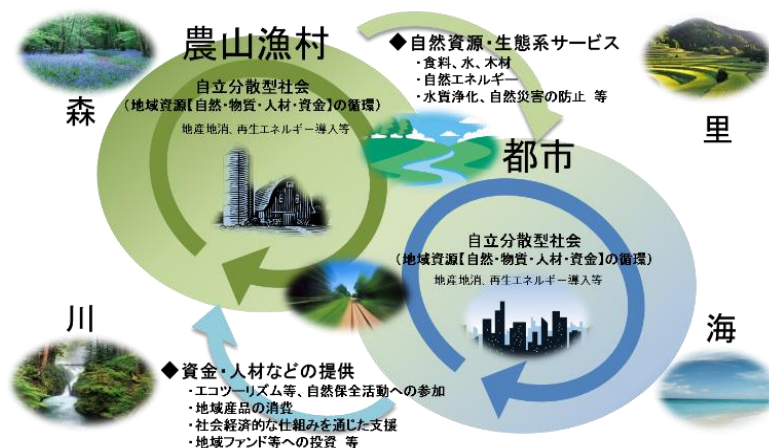 農山漁村
森
自立分散型社会
(地域資源【自然・物質・人材・資金】の循環)
地産地消、再生エネルギー導入等
◆自然資源・生態系サービス
・食料、水、木材
・自然エネルギー
・水質浄化、自然災害の防止 等
里
都市
自立分散型社会
(地域資源【自然・物質・人材・資金】の循環)
地産地消、再生エネルギー導入等
川
◆資金・人材などの提供
・エコツーリズム等、自然保全活動への参加
・地域産品の消費
・社会経済的な仕組みを通じた支援
・地域ファンド等への投資 等
海